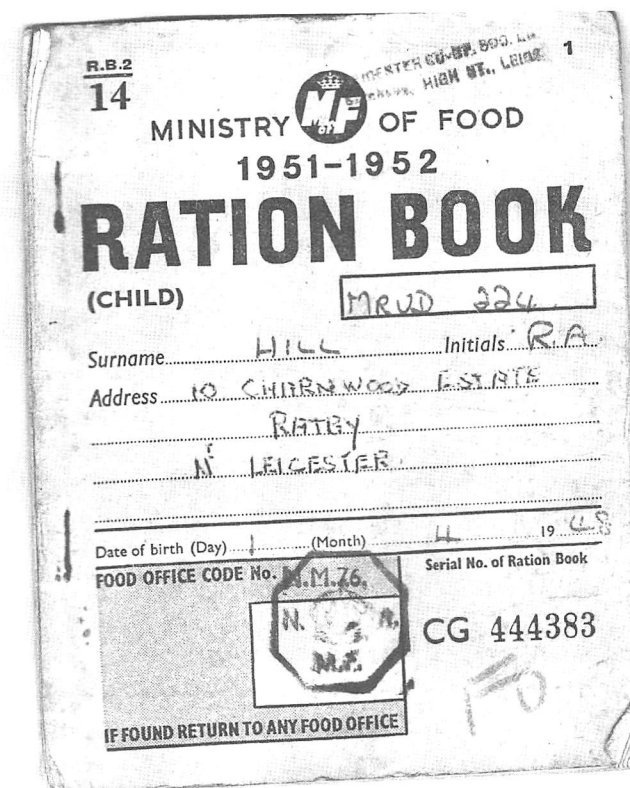 R.B.2
14
1
HIGH ST.,
MINISTRY MF OF FOOD
1951-1952
RATION BOOK
(CHILD)
MRUD 224
Surname HILL Initials R.A.
Address 10 CHARNWOOD ESTATE
RATBY
Nr LEICESTER.
Date of birth (Day) 1 (Month) 4 19 48
FOOD OFFICE CODE No. N.M.76.
Serial No. of Ration Book
N. R.
M.F.
CG 444383
IF FOUND RETURN TO ANY FOOD OFFICE